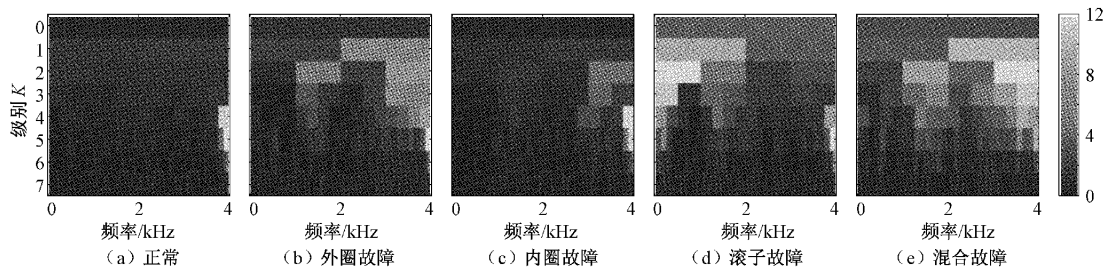 级别 K
0
1
2
3
4
5
6
7
0 2 4
0 2 4
0 2 4
0 2 4
0 2 4
频率/kHz
频率/kHz
频率/kHz
频率/kHz
频率/kHz
(a) 正常
(b) 外圈故障
(c) 内圈故障
(d) 滚子故障
(e) 混合故障
12
8
4
0